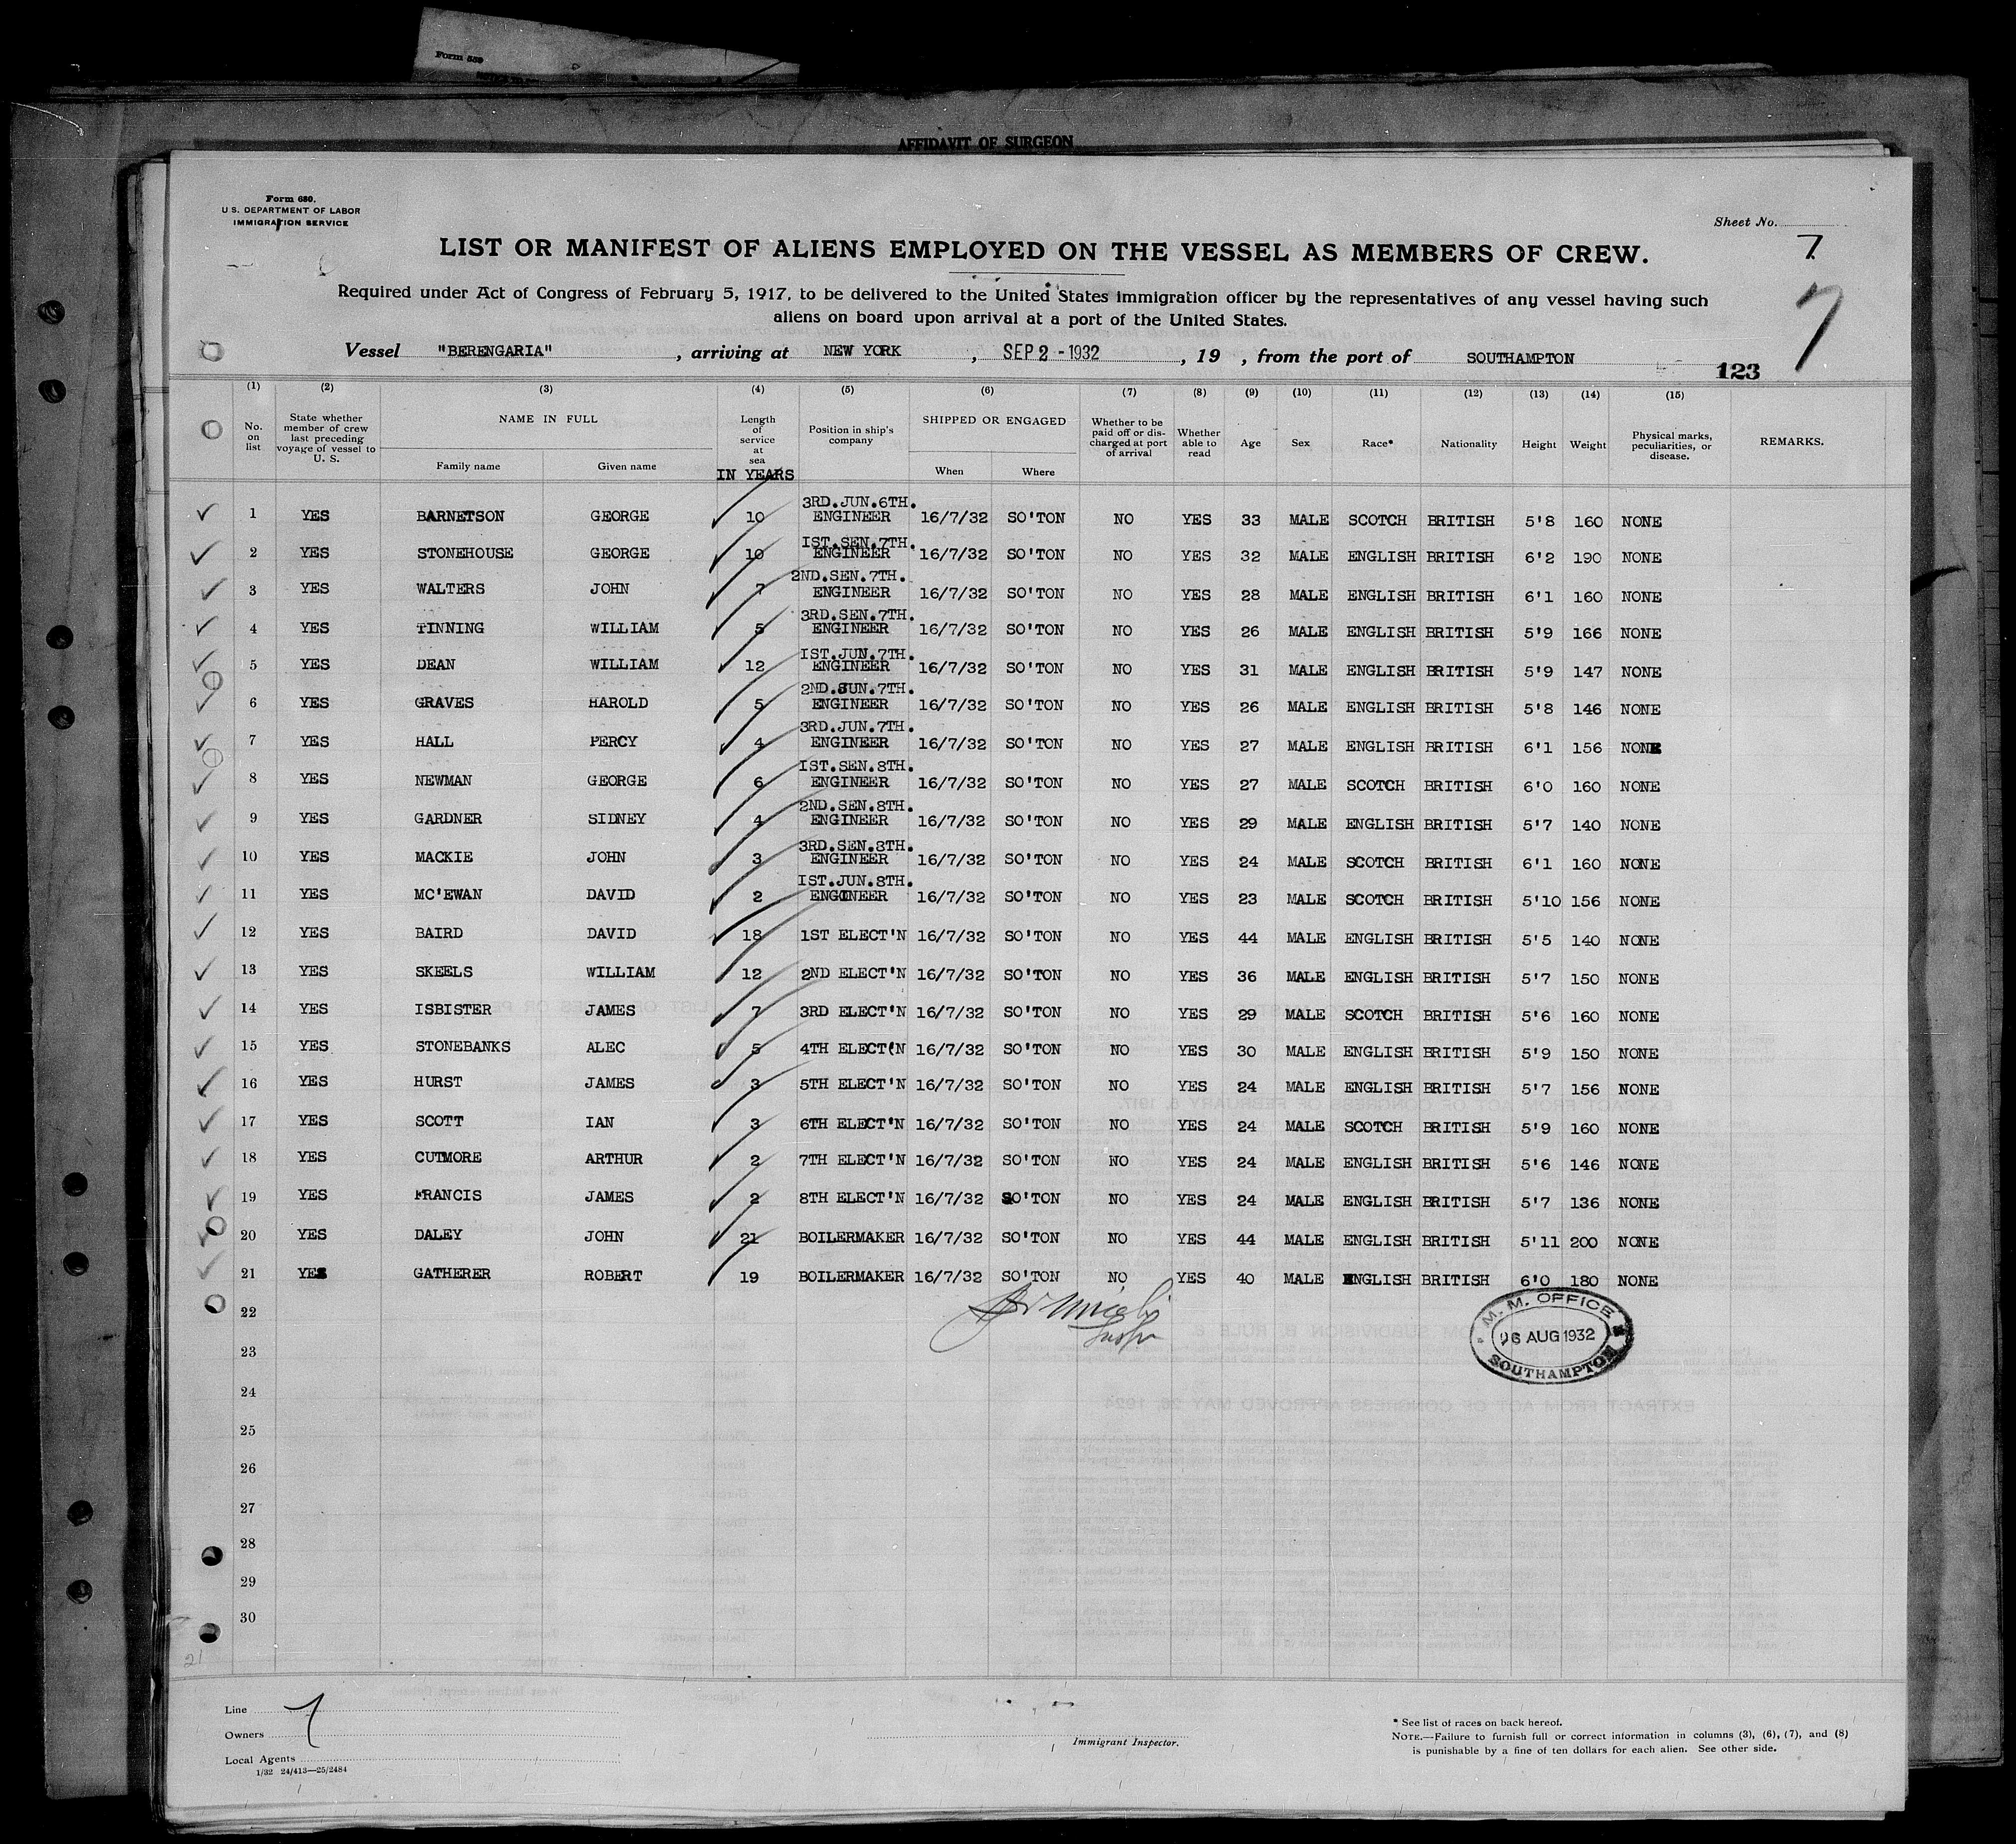 Form 589
AFFIDAVIT OF SURGEON
Form 680.
U. S. DEPARTMENT OF LABOR
IMMIGRATION SERVICE
Sheet No.
7
LIST OR MANIFEST OF ALIENS EMPLOYED ON THE VESSEL AS MEMBERS OF CREW.
Required under Act of Congress of February 5, 1917, to be delivered to the United States immigration officer by the representatives of any vessel having such
aliens on board upon arrival at a port of the United States.
7
Vessel "BERENGARIA", arriving at NEW YORK, SEP 2 - 1932, 19 , from the port of SOUTHAMPTON
123
(1) (2) (3) (4) (5) (6) (7) (8) (9) (10) (11) (12) (13) (14) (15)
No. on list State whether member of crew last preceding voyage of vessel to U. S. NAME IN FULL Family name Given name Length of service at sea IN YEARS Position in ship's company SHIPPED OR ENGAGED When Where Whether to be paid off or discharged at port of arrival Whether able to read Age Sex Race* Nationality Height Weight Physical marks, peculiarities, or disease. REMARKS.
1 YES BARNETSON GEORGE 10 3RD.JUN.6TH. ENGINEER 16/7/32 SO'TON NO YES 33 MALE SCOTCH BRITISH 5'8 160 NONE
2 YES STONEHOUSE GEORGE 10 IST.SEN.7TH. ENGINEER 16/7/32 SO'TON NO YES 32 MALE ENGLISH BRITISH 6'2 190 NONE
3 YES WALTERS JOHN 7 2ND.SEN.7TH. ENGINEER 16/7/32 SO'TON NO YES 28 MALE ENGLISH BRITISH 6'1 160 NONE
4 YES TINNING WILLIAM 5 3RD.SEN.7TH. ENGINEER 16/7/32 SO'TON NO YES 26 MALE ENGLISH BRITISH 5'9 166 NONE
5 YES DEAN WILLIAM 12 IST.JUN.7TH. ENGINEER 16/7/32 SO'TON NO YES 31 MALE ENGLISH BRITISH 5'9 147 NONE
6 YES GRAVES HAROLD 5 2ND.JUN.7TH. ENGINEER 16/7/32 SO'TON NO YES 26 MALE ENGLISH BRITISH 5'8 146 NONE
7 YES HALL PERCY 4 3RD.JUN.7TH. ENGINEER 16/7/32 SO'TON NO YES 27 MALE ENGLISH BRITISH 6'1 156 NONE
8 YES NEWMAN GEORGE 6 IST.SEN.8TH. ENGINEER 16/7/32 SO'TON NO YES 27 MALE SCOTCH BRITISH 6'0 160 NONE
9 YES GARDNER SIDNEY 4 2ND.SEN.8TH. ENGINEER 16/7/32 SO'TON NO YES 29 MALE ENGLISH BRITISH 5'7 140 NONE
10 YES MACKIE JOHN 3 3RD.SEN.8TH. ENGINEER 16/7/32 SO'TON NO YES 24 MALE SCOTCH BRITISH 6'1 160 NONE
11 YES MC'EWAN DAVID 2 IST.JUN.8TH. ENGINEER 16/7/32 SO'TON NO YES 23 MALE SCOTCH BRITISH 5'10 156 NONE
12 YES BAIRD DAVID 18 1ST ELECT'N 16/7/32 SO'TON NO YES 44 MALE ENGLISH BRITISH 5'5 140 NONE
13 YES SKEELS WILLIAM 12 2ND ELECT'N 16/7/32 SO'TON NO YES 36 MALE ENGLISH BRITISH 5'7 150 NONE
14 YES ISBISTER JAMES 7 3RD ELECT'N 16/7/32 SO'TON NO YES 29 MALE SCOTCH BRITISH 5'6 160 NONE
15 YES STONEBANKS ALEC 5 4TH ELECT(N 16/7/32 SO'TON NO YES 30 MALE ENGLISH BRITISH 5'9 150 NONE
16 YES HURST JAMES 3 5TH ELECT'N 16/7/32 SO'TON NO YES 24 MALE ENGLISH BRITISH 5'7 156 NONE
17 YES SCOTT IAN 3 6TH ELECT'N 16/7/32 SO'TON NO YES 24 MALE SCOTCH BRITISH 5'9 160 NONE
18 YES CUTMORE ARTHUR 2 7TH ELECT'N 16/7/32 SO'TON NO YES 24 MALE ENGLISH BRITISH 5'6 146 NONE
19 YES FRANCIS JAMES 2 8TH ELECT'N 16/7/32 SO'TON NO YES 24 MALE ENGLISH BRITISH 5'7 136 NONE
20 YES DALEY JOHN 21 BOILERMAKER 16/7/32 SO'TON NO YES 44 MALE ENGLISH BRITISH 5'11 200 NONE
21 YES GATHERER ROBERT 19 BOILERMAKER 16/7/32 SO'TON NO YES 40 MALE ENGLISH BRITISH 6'0 180 NONE
22
M. M. OFFICE
26 AUG 1932
SOUTHAMPTON
23
24
25
26
27
28
29
30
21
Line
7
Owners
Local Agents
1/32 24/413—25/2484
Immigrant Inspector.
* See list of races on back hereof.
NOTE.—Failure to furnish full or correct information in columns (3), (6), (7), and (8)
is punishable by a fine of ten dollars for each alien. See other side.